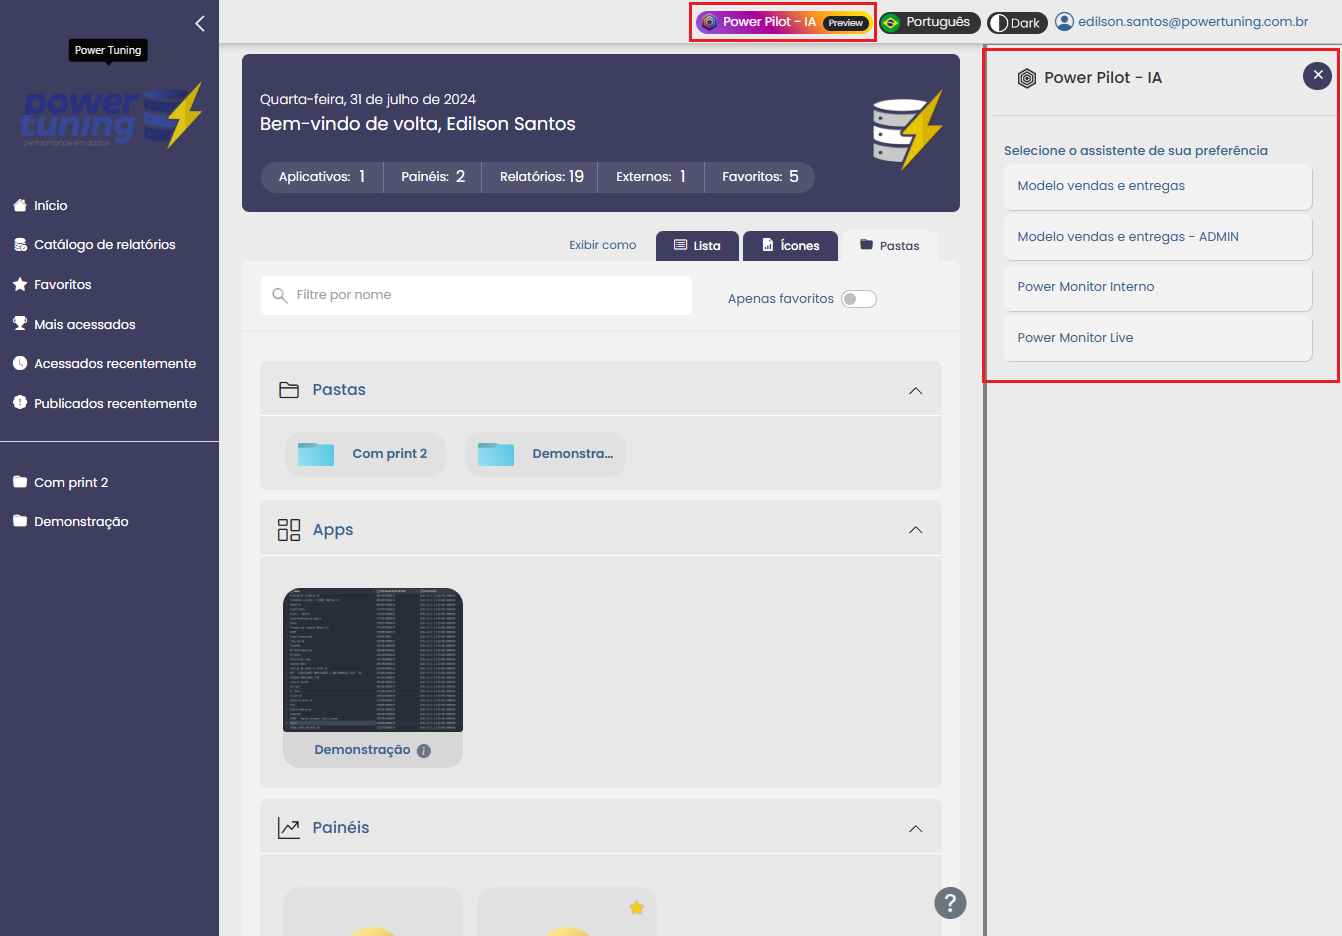 Power Pilot - IA Preview
Português
Dark
edilson.santos@powertuning.com.br
Power Tuning
power
tuning
performance em dados
Início
Catálogo de relatórios
Favoritos
Mais acessados
Acessados recentemente
Publicados recentemente
Com print 2
Demonstração
Quarta-feira, 31 de julho de 2024
Bem-vindo de volta, Edilson Santos
Aplicativos: 1
Painéis: 2
Relatórios: 19
Externos: 1
Favoritos: 5
Exibir como
Lista
Ícones
Pastas
Filtre por nome
Apenas favoritos
Pastas
Com print 2
Demonstra...
Apps
Demonstração
Painéis
?
Power Pilot - IA
Selecione o assistente de sua preferência
Modelo vendas e entregas
Modelo vendas e entregas - ADMIN
Power Monitor Interno
Power Monitor Live